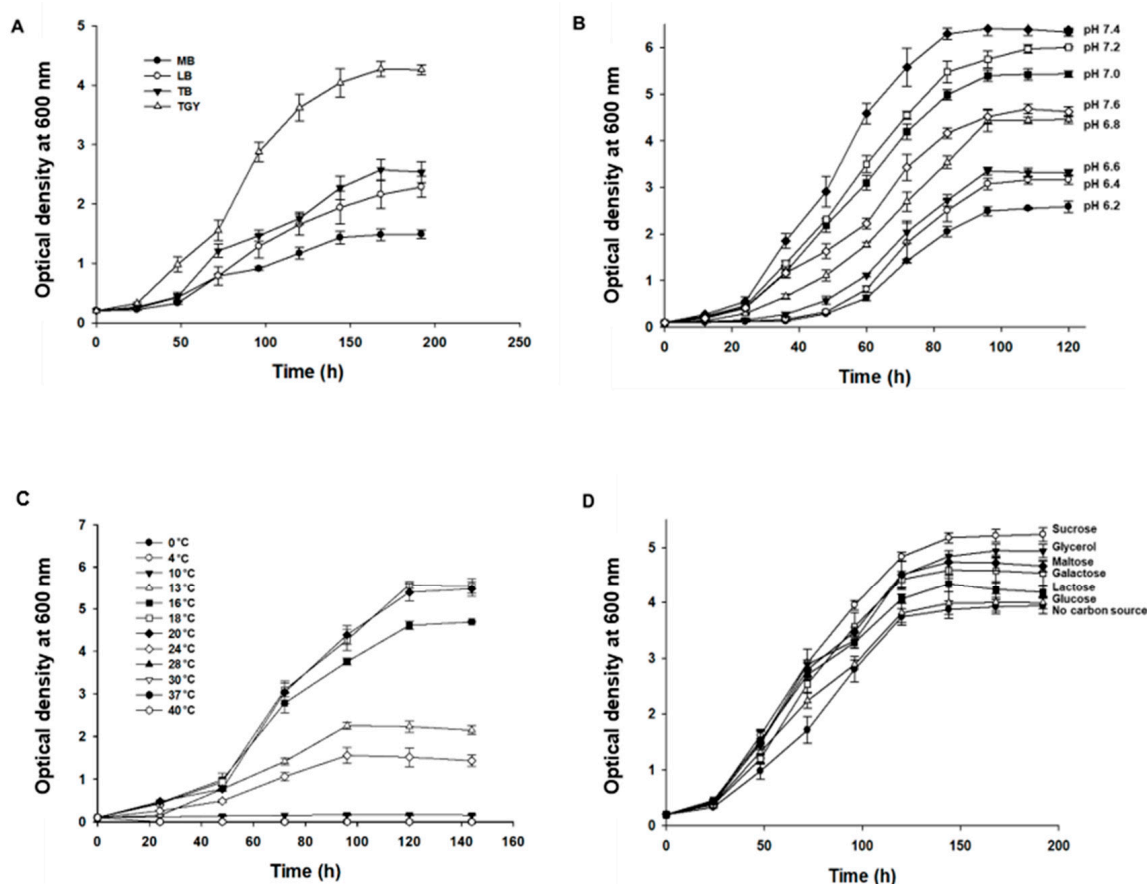 A
MB
LB
TB
TGY
Optical density at 600 nm
5
4
3
2
1
0
0 50 100 150 200 250
Time (h)
B
pH 7.4
pH 7.2
pH 7.0
pH 7.6
pH 6.8
pH 6.6
pH 6.4
pH 6.2
Optical density at 600 nm
6
5
4
3
2
1
0
0 20 40 60 80 100 120
Time (h)
C
0 °C
4 °C
10 °C
13 °C
16 °C
18 °C
20 °C
24 °C
28 °C
30 °C
37 °C
40 °C
Optical density at 600 nm
7
6
5
4
3
2
1
0
0 20 40 60 80 100 120 140 160
Time (h)
D
Sucrose
Glycerol
Maltose
Galactose
Lactose
Glucose
No carbon source
Optical density at 600 nm
5
4
3
2
1
0
0 50 100 150 200
Time (h)